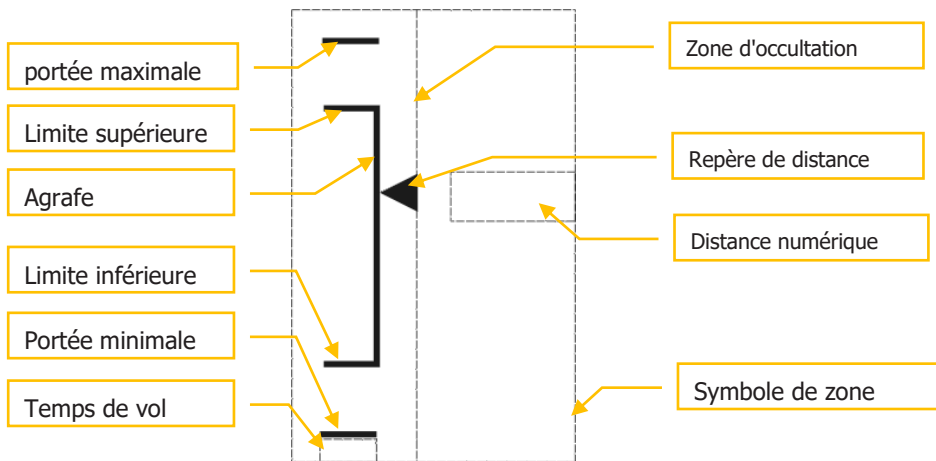 portée maximale
Limite supérieure
Agrafe
Limite inférieure
Portée minimale
Temps de vol
Zone d'occultation
Repère de distance
Distance numérique
Symbole de zone